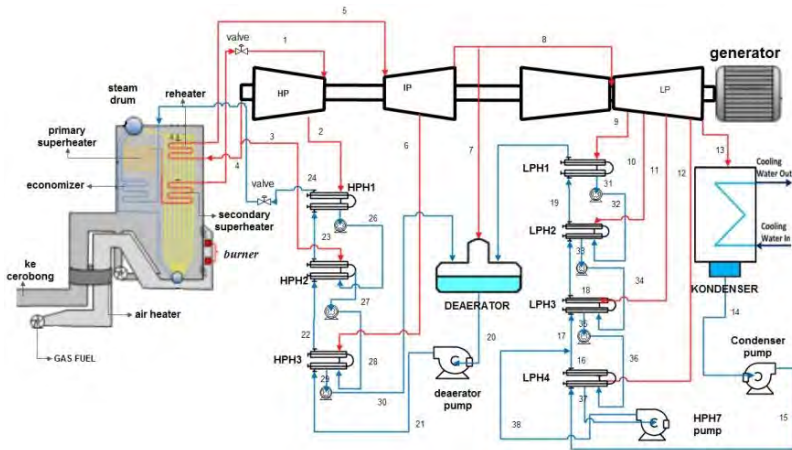 5
valve
1
8
generator
steam
drum
reheater
HP
IP
LP
primary
superheater
2
3
4
6
7
9
10
11
12
13
economizer
24
valve
HPH1
26
23
HPH2
27
22
HPH3
28
29
30
21
secondary
superheater
burner
ke
cerobong
air heater
GAS FUEL
DEAERATOR
20
deaerator
pump
LPH1
31
32
19
LPH2
33
34
18
LPH3
35
36
17
16
LPH4
37
38
HPH7
pump
Cooling
Water Out
Cooling
Water In
KONDENSER
14
Condenser
pump
15